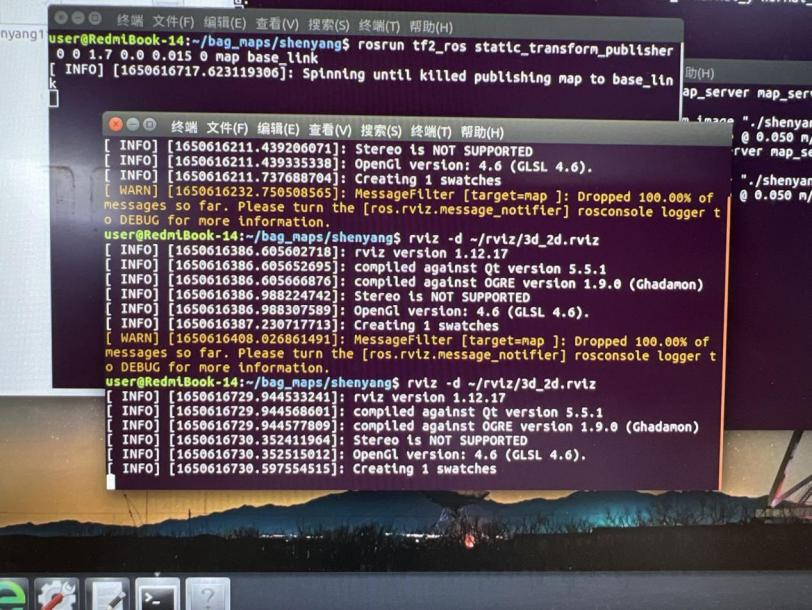 终端 文件(F) 编辑(E) 查看(V) 搜索(S) 终端(T) 帮助(H)
nyang1
user@RedmiBook-14:~/bag_maps/shenyang$ rosrun tf2_ros static_transform_publisher
0 0 1.7 0.0 0.015 0 map base_link
[ INFO] [1650616717.623119306]: Spinning until killed publishing map to base_lin
k
助(H)
ap_server map_ser
"./shenyan
@ 0.050 m/
rver map_se
"./shenyan
@ 0.050 m/
终端 文件(F) 编辑(E) 查看(V) 搜索(S) 终端(T) 帮助(H)
[ INFO] [1650616211.439206071]: Stereo is NOT SUPPORTED
[ INFO] [1650616211.439335338]: OpenGl version: 4.6 (GLSL 4.6).
[ INFO] [1650616211.737688704]: Creating 1 swatches
[ WARN] [1650616232.750508565]: MessageFilter [target=map ]: Dropped 100.00% of
messages so far. Please turn the [ros.rviz.message_notifier] rosconsole logger t
o DEBUG for more information.
user@RedmiBook-14:~/bag_maps/shenyang$ rviz -d ~/rviz/3d_2d.rviz
[ INFO] [1650616386.605602718]: rviz version 1.12.17
[ INFO] [1650616386.605652695]: compiled against Qt version 5.5.1
[ INFO] [1650616386.605666876]: compiled against OGRE version 1.9.0 (Ghadamon)
[ INFO] [1650616386.988224742]: Stereo is NOT SUPPORTED
[ INFO] [1650616386.988307589]: OpenGl version: 4.6 (GLSL 4.6).
[ INFO] [1650616387.230717713]: Creating 1 swatches
[ WARN] [1650616408.026861491]: MessageFilter [target=map ]: Dropped 100.00% of
messages so far. Please turn the [ros.rviz.message_notifier] rosconsole logger t
o DEBUG for more information.
user@RedmiBook-14:~/bag_maps/shenyang$ rviz -d ~/rviz/3d_2d.rviz
[ INFO] [1650616729.944533241]: rviz version 1.12.17
[ INFO] [1650616729.944568601]: compiled against Qt version 5.5.1
[ INFO] [1650616729.944577809]: compiled against OGRE version 1.9.0 (Ghadamon)
[ INFO] [1650616730.352411964]: Stereo is NOT SUPPORTED
[ INFO] [1650616730.352515012]: OpenGl version: 4.6 (GLSL 4.6).
[ INFO] [1650616730.597554515]: Creating 1 swatches